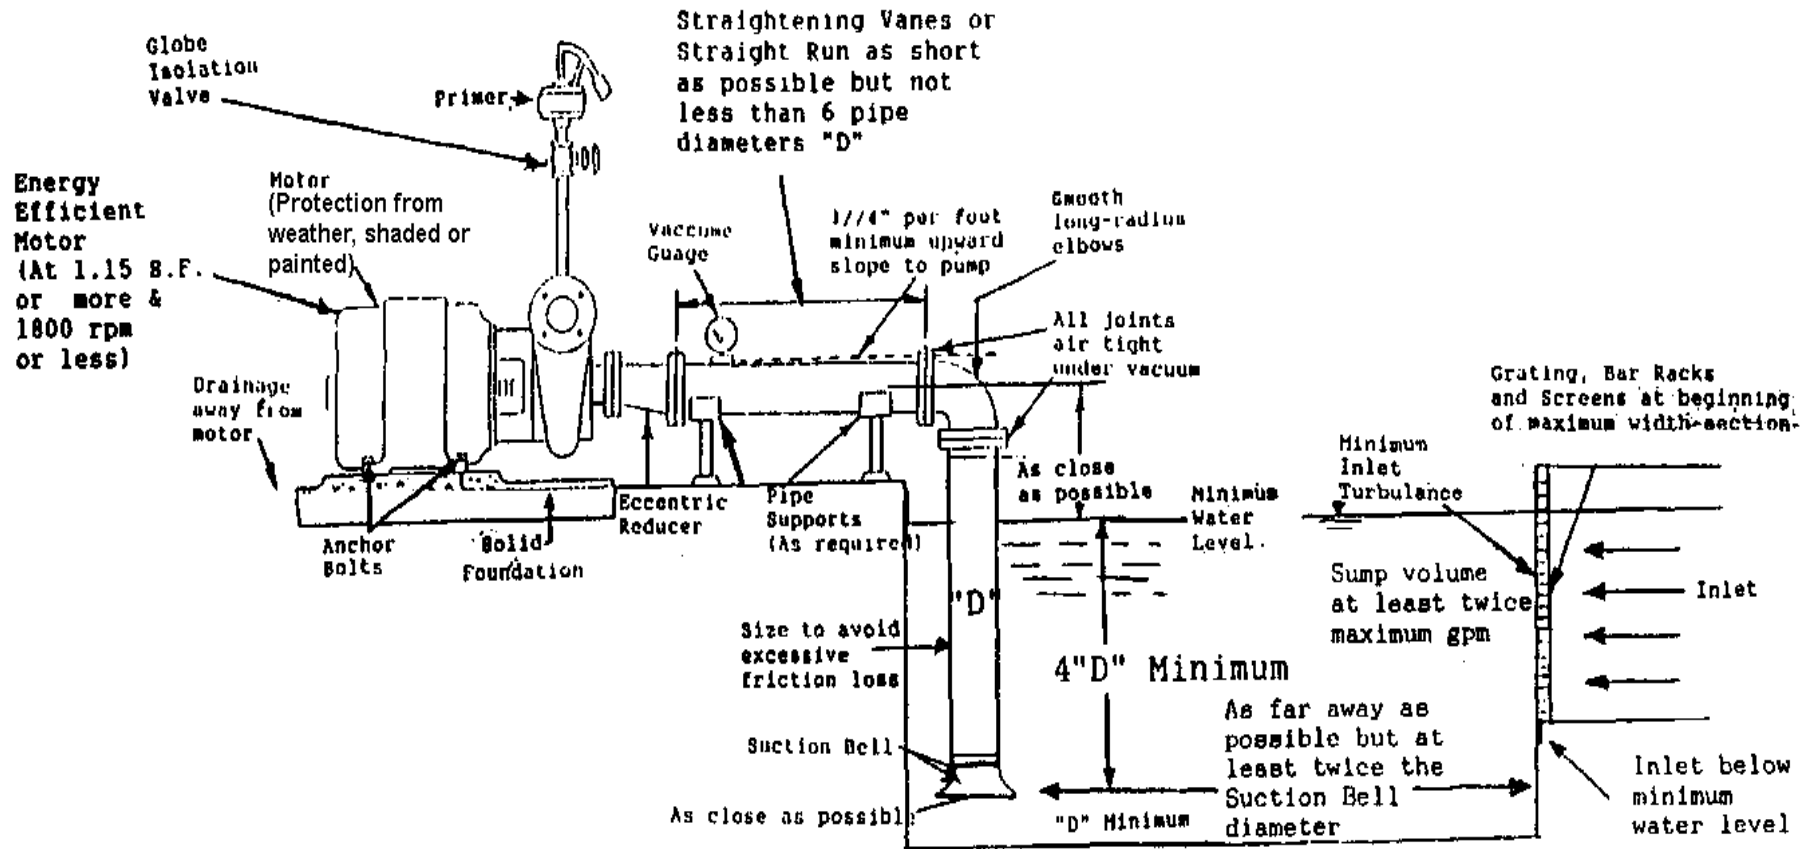 Straightening Vanes or
Straight Run as short
as possible but not
less than 6 pipe
diameters "D"
Globe
Isolation
Valve
Primer
Energy
Efficient
Motor
(At 1.15 S.F.
or more &
1800 rpm
or less)
Motor
(Protection from
weather, shaded or
painted)
Vaccume
Guage
1//4" per foot
minimum upward
slope to pump
Smooth
long-radium
elbows
All joints
air tight
under vacuum
Drainage
away from
motor
Grating, Bar Racks
and Screens at beginning
of maximum width section
Minimum
Inlet
Turbulance
As close
as possible
Minimum
Water
Level
Eccentric
Reducer
Pipe
Supports
(As required)
Anchor
Bolts
Solid
Foundation
"D"
Sump volume
at least twice
maximum gpm
Inlet
Size to avoid
excessive
friction loss
4"D" Minimum
Suction Bell
As far away as
possible but at
least twice the
Suction Bell
diameter
As close as possible
"D" Minimum
Inlet below
minimum
water level